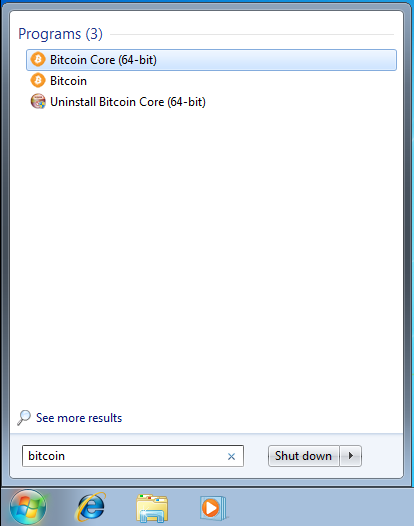 Programs (3)
Bitcoin Core (64-bit)
Bitcoin
Uninstall Bitcoin Core (64-bit)
See more results
bitcoin
Shut down